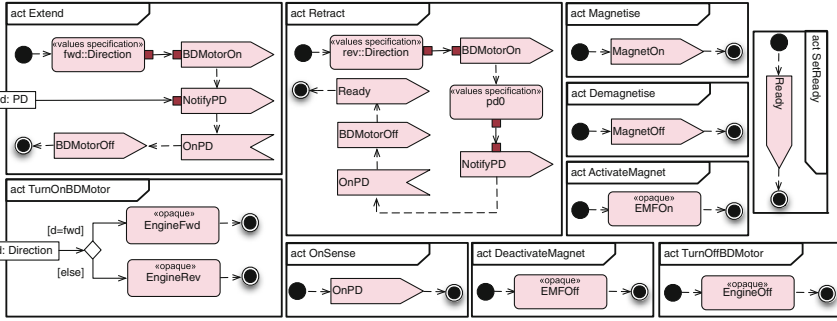 act Extend
«values specification»
fwd::Direction
BDMotorOn
d: PD
NotifyPD
BDMotorOff
OnPD
act TurnOnBDMotor
[d=fwd]
«opaque»
EngineFwd
d: Direction
[else]
«opaque»
EngineRev
act Retract
«values specification»
rev::Direction
BDMotorOn
Ready
«values specification»
pd0
BDMotorOff
NotifyPD
OnPD
act Magnetise
MagnetOn
act Demagnetise
MagnetOff
act ActivateMagnet
«opaque»
EMFOn
act SetReady
Ready
act OnSense
OnPD
act DeactivateMagnet
«opaque»
EMFOff
act TurnOffBDMotor
«opaque»
EngineOff